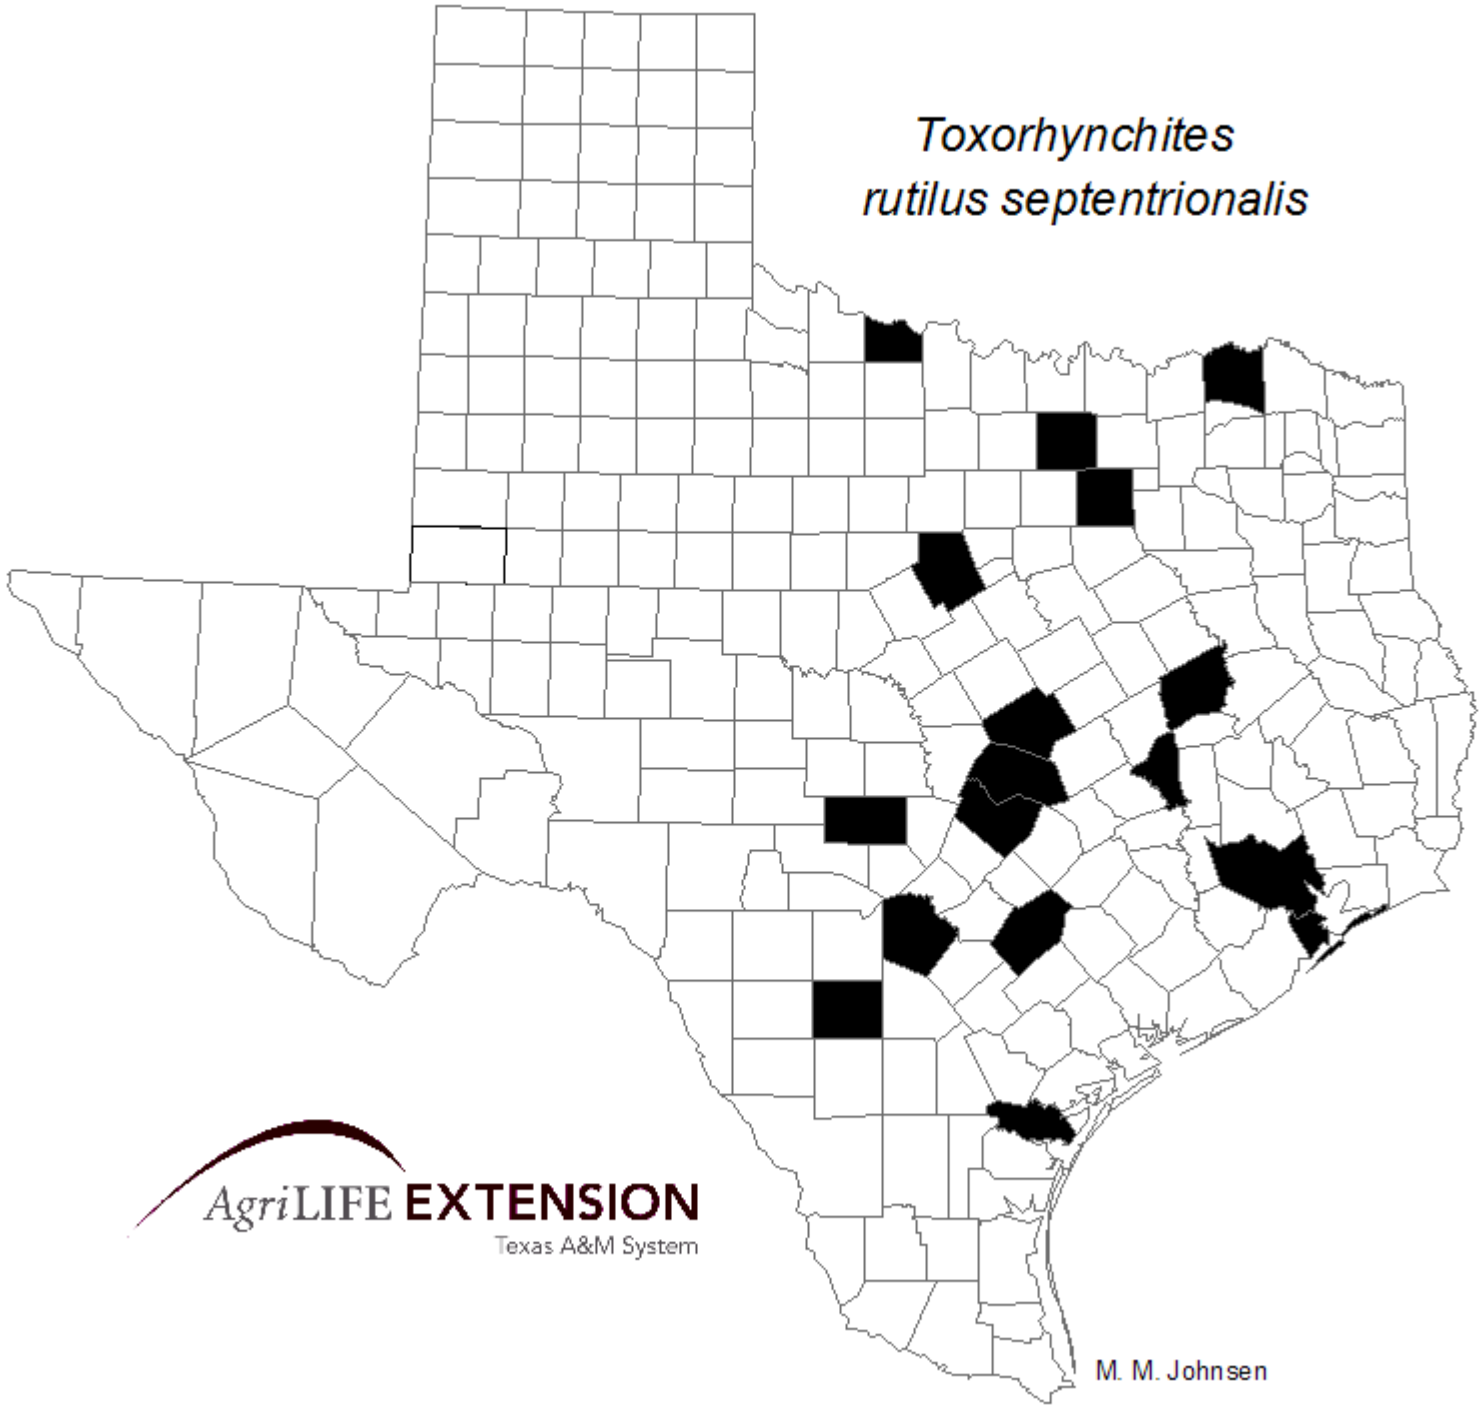 Toxorhynchites
rutilus septentrionalis
AgriLIFE EXTENSION
Texas A&M System
M. M. Johnsen